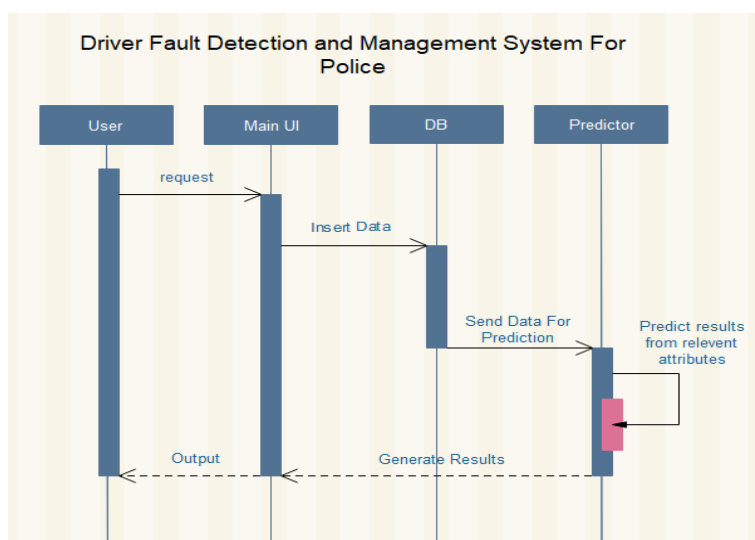 Driver Fault Detection and Management System For
Police
User
Main UI
DB
Predictor
request
Insert Data
Send Data For
Prediction
Predict results
from relevent
attributes
Output
Generate Results